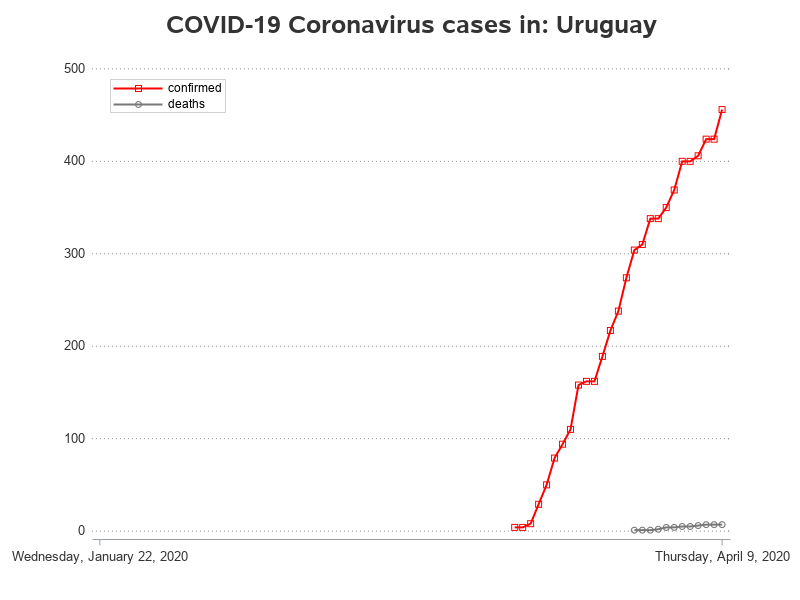 COVID-19 Coronavirus cases in: Uruguay
500
confirmed
deaths
400
300
200
100
0
Wednesday, January 22, 2020
Thursday, April 9, 2020